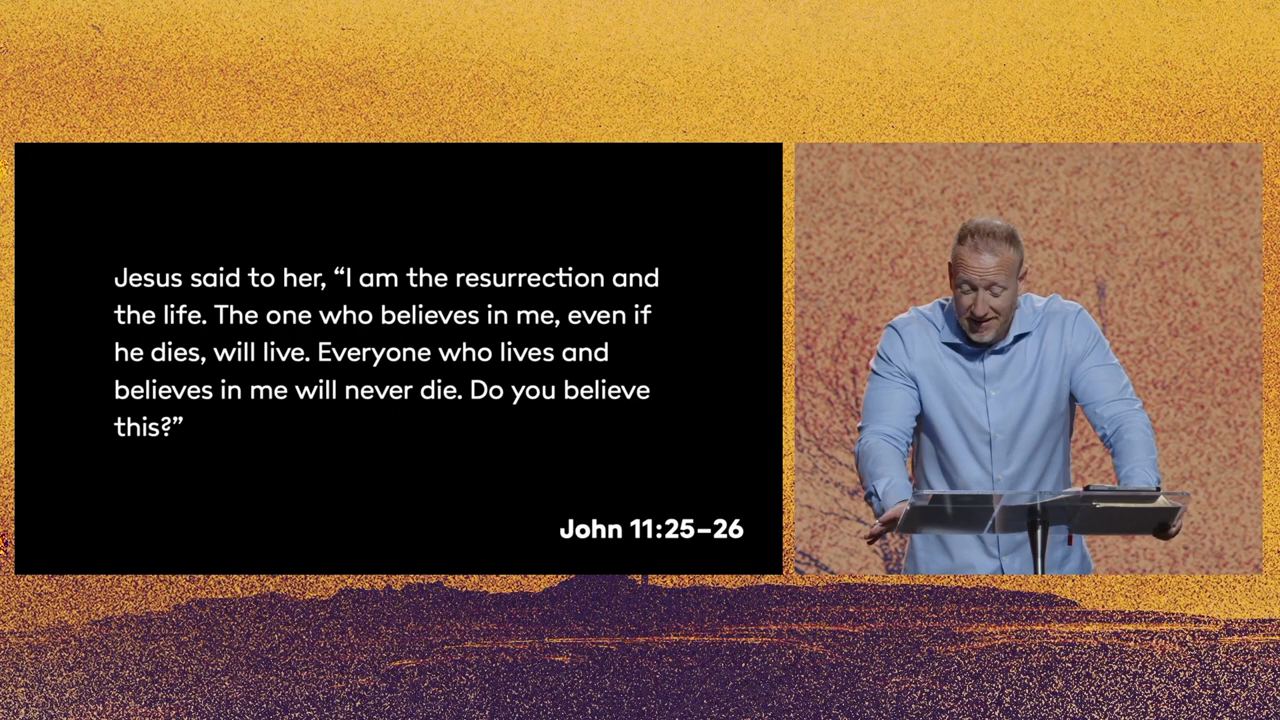 Jesus said to her, “I am the resurrection and
the life. The one who believes in me, even if
he dies, will live. Everyone who lives and
believes in me will never die. Do you believe
this?”
John 11:25–26